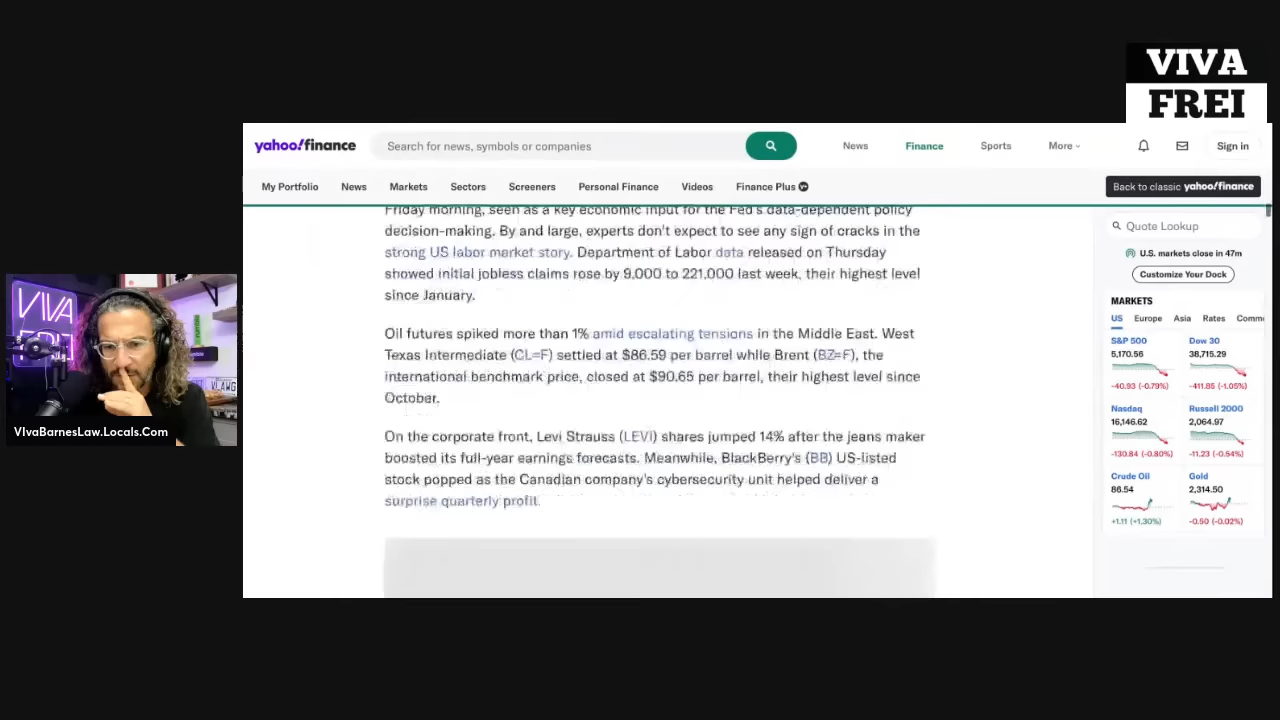 VIVA
FREI
yahoo!finance
Search for news, symbols or companies
News
Finance
Sports
More
Sign in
My Portfolio
News
Markets
Sectors
Screeners
Personal Finance
Videos
Finance Plus
Back to classic yahoo!finance
Friday morning, seen as a key economic input for the Fed's data-dependent policy
decision-making. By and large, experts don't expect to see any sign of cracks in the
strong US labor market story. Department of Labor data released on Thursday
showed initial jobless claims rose by 9,000 to 221,000 last week, their highest level
since January.
Oil futures spiked more than 1% amid escalating tensions in the Middle East. West
Texas Intermediate (CL=F) settled at $86.59 per barrel while Brent (BZ=F), the
international benchmark price, closed at $90.65 per barrel, their highest level since
October.
On the corporate front, Levi Strauss (LEVI) shares jumped 14% after the jeans maker
boosted its full-year earnings forecasts. Meanwhile, BlackBerry's (BB) US-listed
stock popped as the Canadian company's cybersecurity unit helped deliver a
surprise quarterly profit.
Quote Lookup
U.S. markets close in 47m
Customize Your Dock
MARKETS
US Europe Asia Rates Comm
S&P 500
5,170.56
-40.93 (-0.79%)
Dow 30
38,715.29
-411.85 (-1.05%)
Nasdaq
16,146.62
-130.84 (-0.80%)
Russell 2000
2,064.97
-11.23 (-0.54%)
Crude Oil
86.54
+1.11 (+1.30%)
Gold
2,314.50
-0.50 (-0.02%)
VIVA
VIvaBarnesLaw.Locals.Com